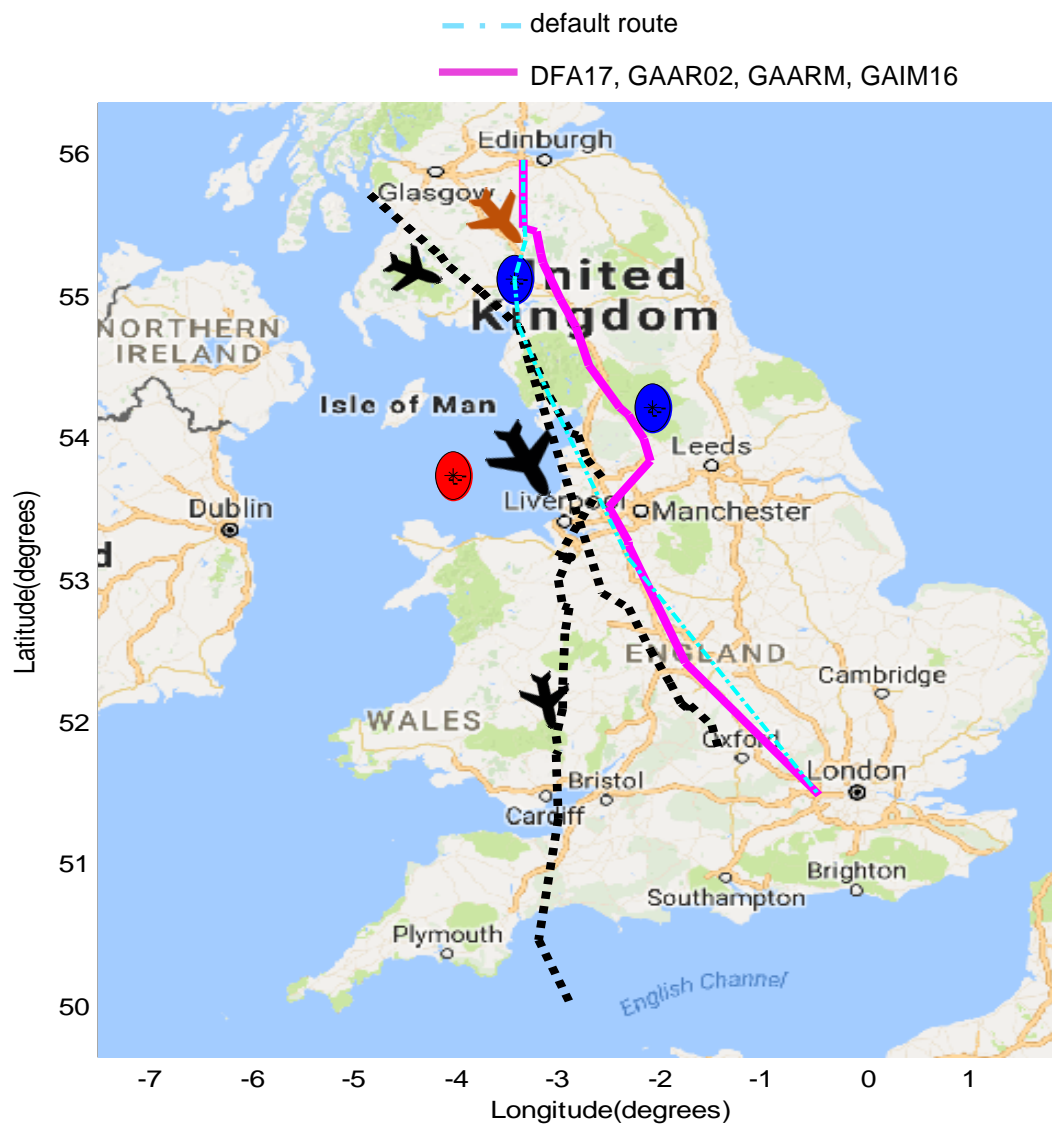 default route
DFA17, GAAR02, GAARM, GAIM16
56
55
54
53
52
51
50
Latitude(degrees)
Edinburgh
Glasgow
United
Kingdom
NORTHERN
IRELAND
Isle of Man
Leeds
Dublin
Liverpool
Manchester
d
ENGLAND
Cambridge
WALES
Oxford
London
Bristol
Cardiff
Brighton
Southampton
Plymouth
English Channel
-7 -6 -5 -4 -3 -2 -1 0 1
Longitude(degrees)